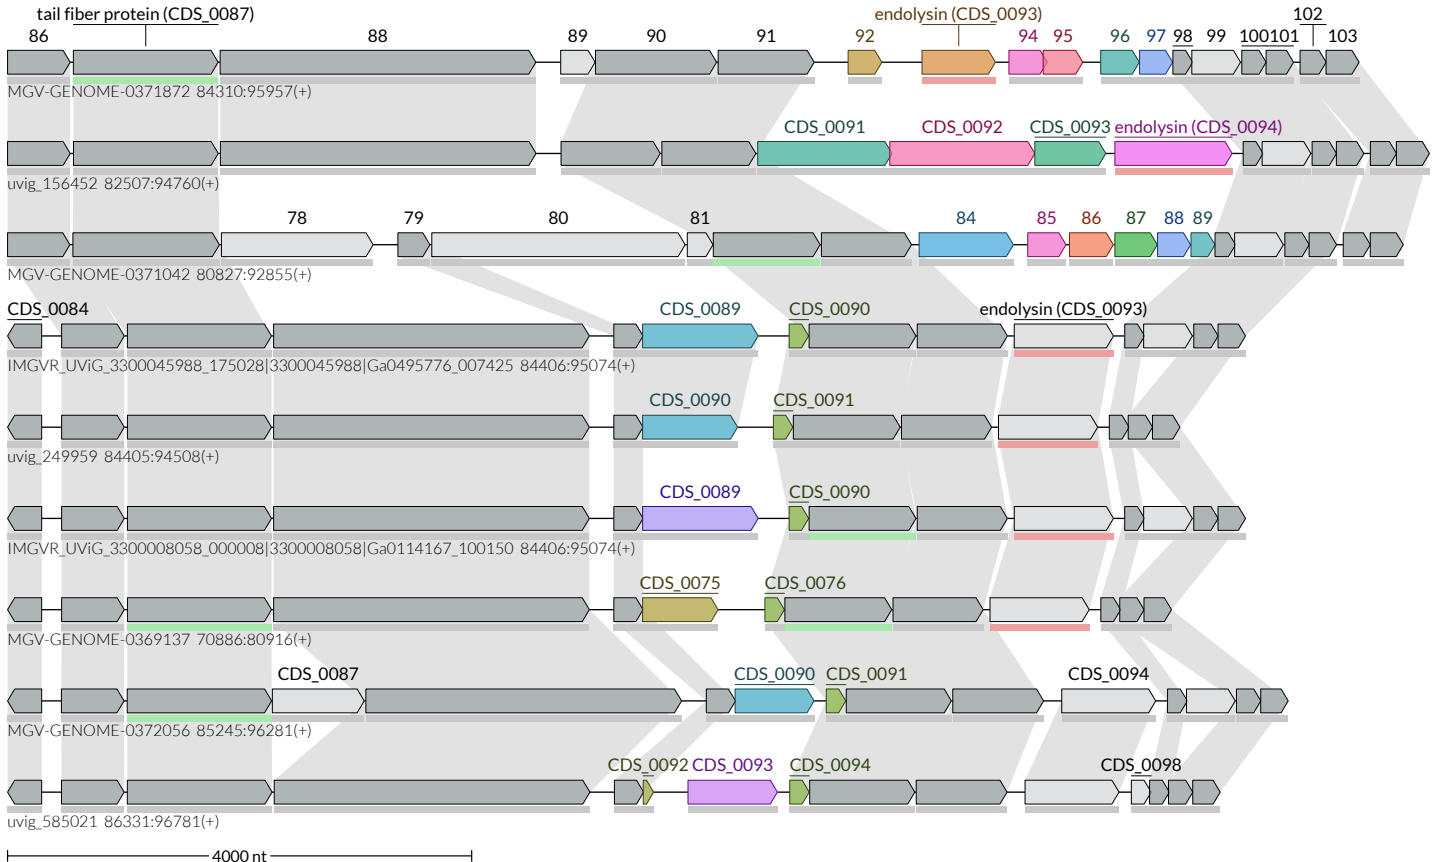 tail fiber protein (CDS_0087) endolysin (CDS_0093) 102
86 88 89 90 91 92 94 95 96 97 98 99 100 101 103
MGV-GENOME-0371872 84310:95957(+)
CDS_0091 CDS_0092 CDS_0093 endolysin (CDS_0094)
uvig_156452 82507:94760(+)
78 79 80 81 84 85 86 87 88 89
MGV-GENOME-0371042 80827:92855(+)
CDS_0084 CDS_0089 CDS_0090 endolysin (CDS_0093)
IMGVR_UViG_3300045988_175028|3300045988|Ga0495776_007425 84406:95074(+)
CDS_0090 CDS_0091
uvig_249959 84405:94508(+)
CDS_0089 CDS_0090
IMGVR_UViG_3300008058_000008|3300008058|Ga0114167_100150 84406:95074(+)
CDS_0075 CDS_0076
MGV-GENOME-0369137 70886:80916(+)
CDS_0087 CDS_0090 CDS_0091 CDS_0094
MGV-GENOME-0372056 85245:96281(+)
CDS_0092 CDS_0093 CDS_0094 CDS_0098
uvig_585021 86331:96781(+)
4000 nt